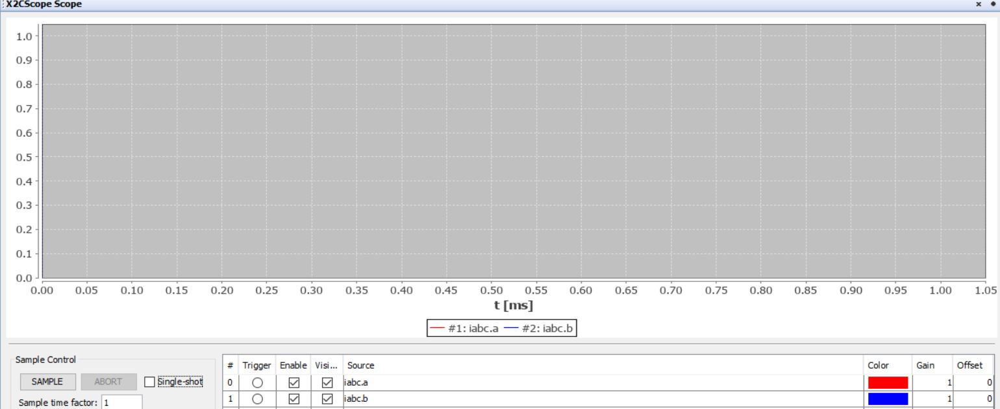 X2CScope Scope
1.0
0.9
0.8
0.7
0.6
0.5
0.4
0.3
0.2
0.1
0.0
0.00 0.05 0.10 0.15 0.20 0.25 0.30 0.35 0.40 0.45 0.50 0.55 0.60 0.65 0.70 0.75 0.80 0.85 0.90 0.95 1.00 1.05
t [ms]
#1: iabc.a #2: iabc.b
Sample Control
SAMPLE ABORT Single-shot
Sample time factor: 1
# Trigger Enable Visi... Source Color Gain Offset
0 iabc.a 1 0
1 iabc.b 1 0